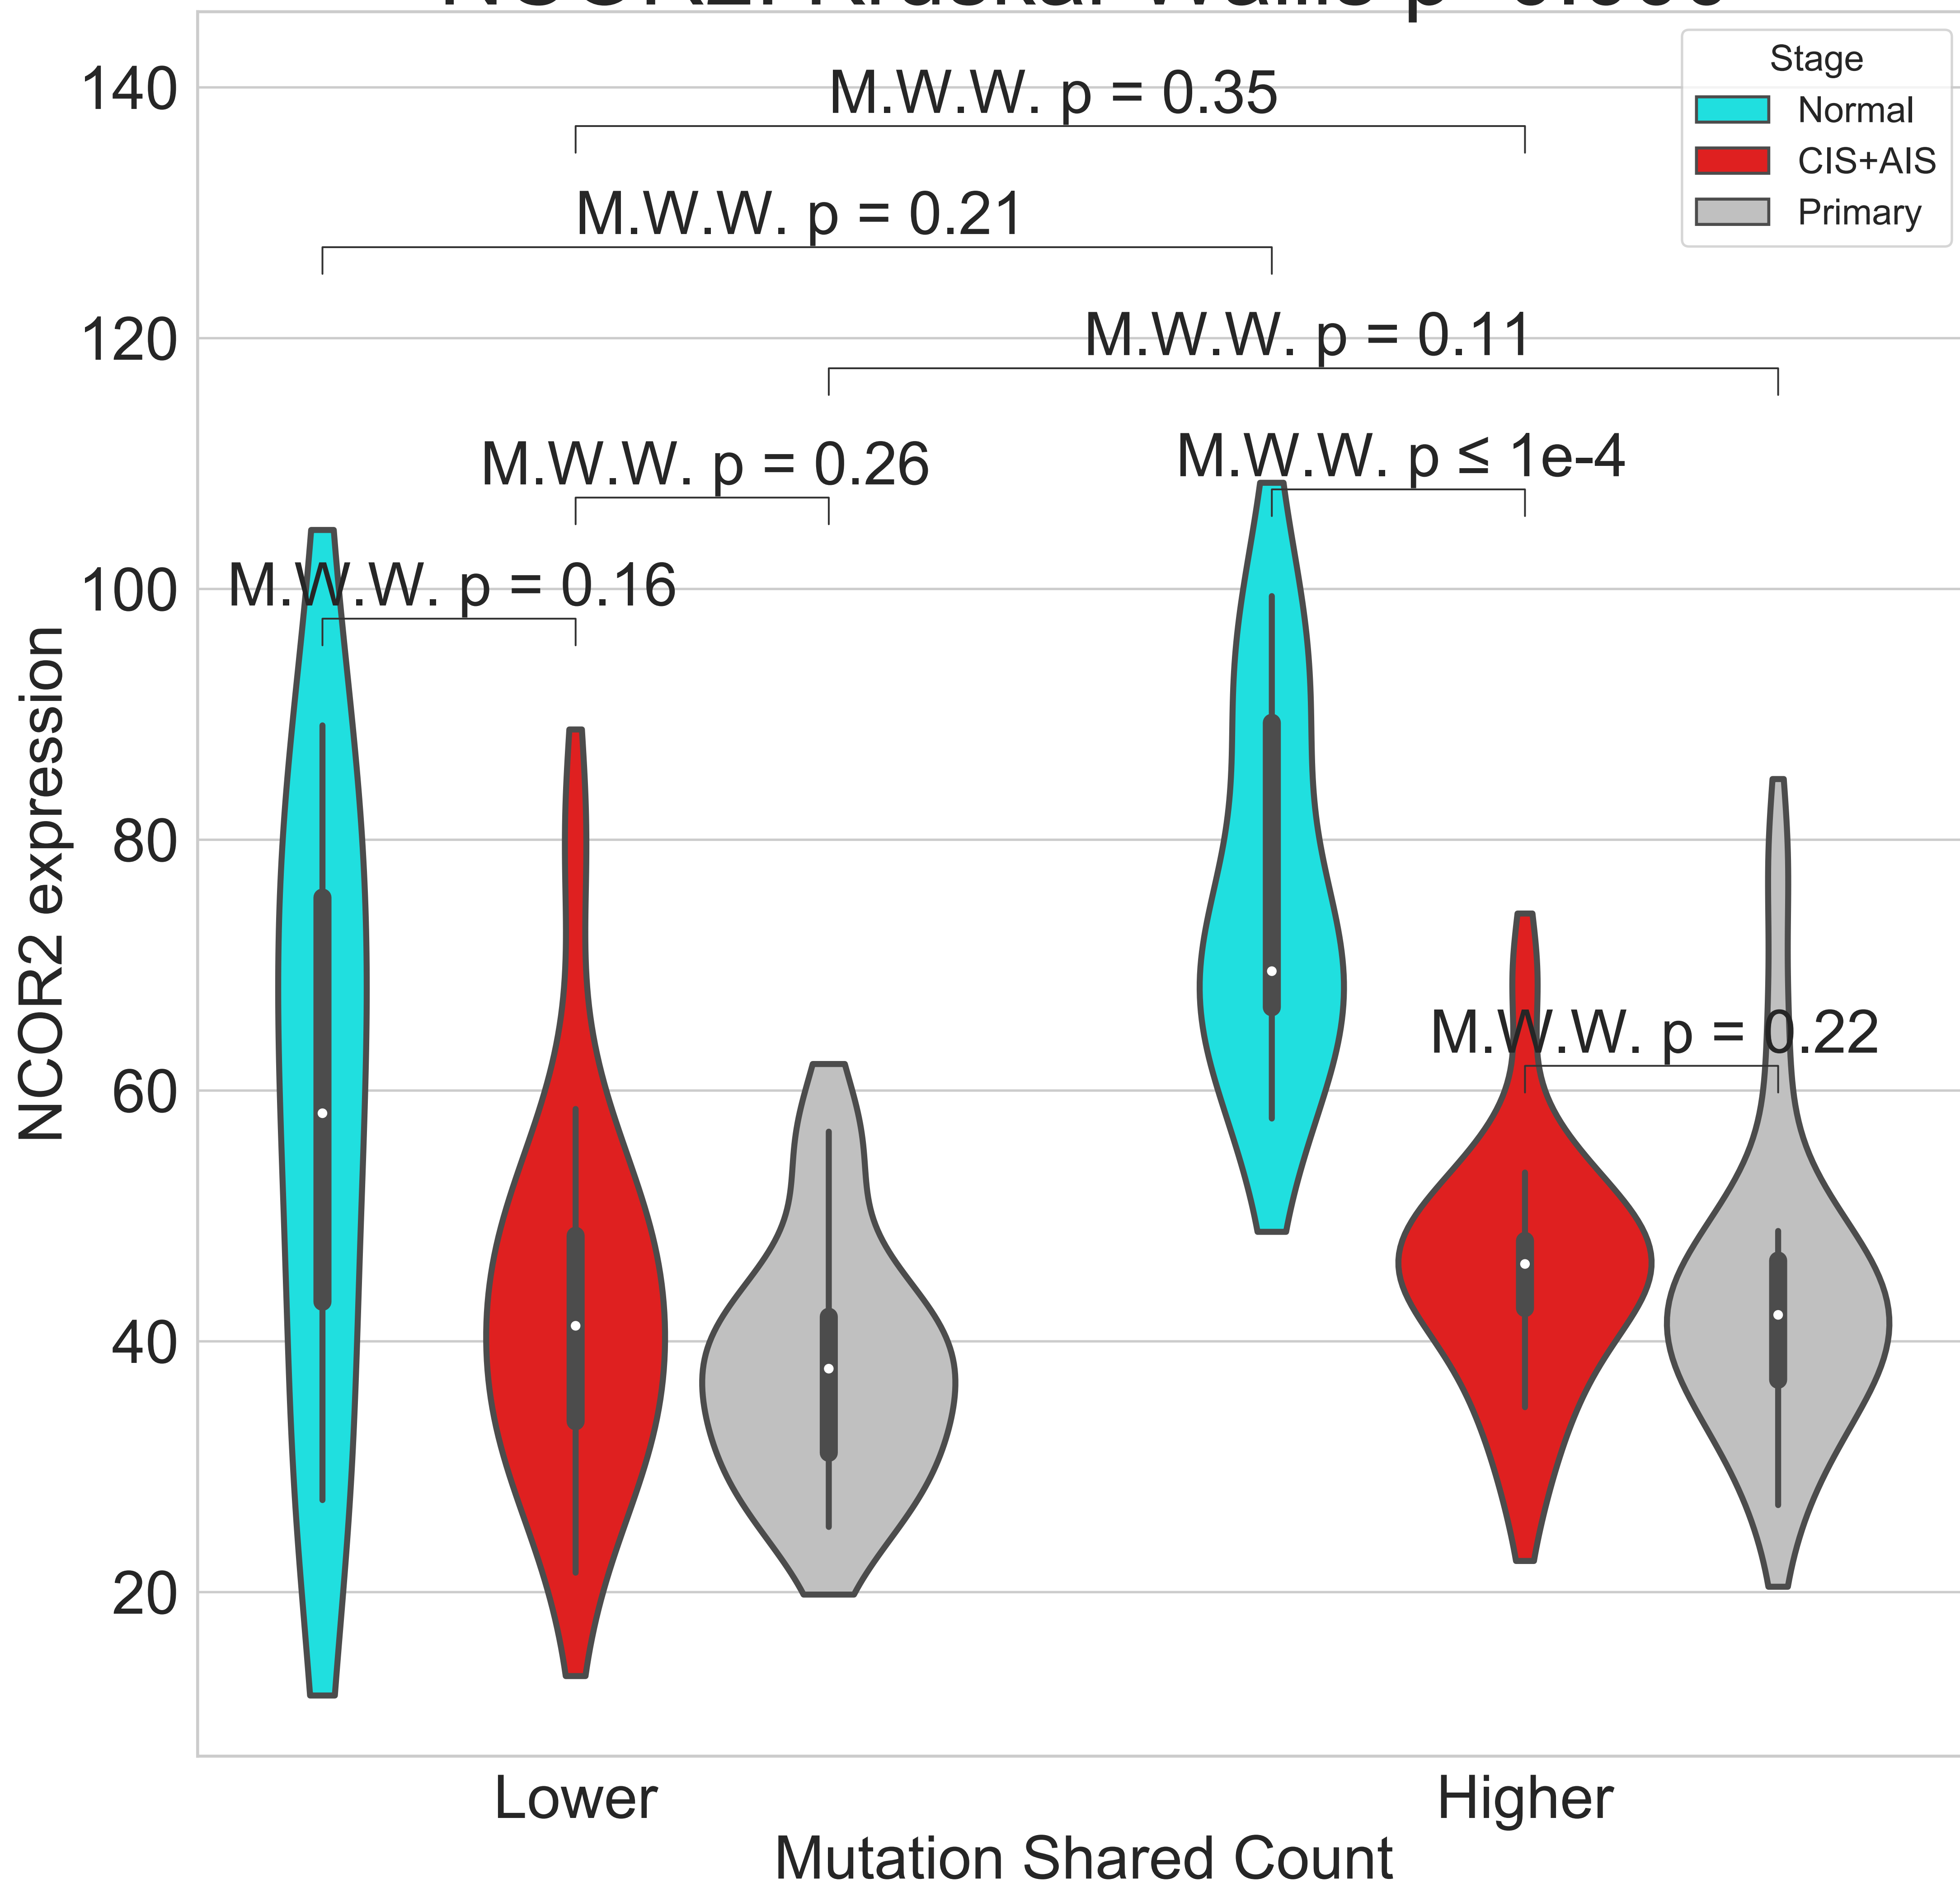 Stage
Normal
CIS+AIS
Primary
M.W.W. p = 0.35
M.W.W. p = 0.21
M.W.W. p = 0.11
M.W.W. p ≤ 1e-4
M.W.W. p = 0.26
M.W.W. p = 0.16
M.W.W. p = 0.22
140
120
100
80
60
40
20
NCOR2 expression
Lower
Higher
Mutation Shared Count